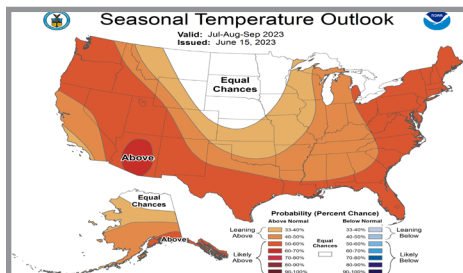 Seasonal Temperature Outlook
Valid: Jul-Aug-Sep 2023
Issued: June 15, 2023
Equal
Chances
Above
Equal
Chances
Above
Probability (Percent Chance)
Above Normal
Below Normal
Leaning
Above
33-40%
40-50%
Equal
Chances
33-40%
40-50%
Leaning
Below
Likely
Above
50-60%
60-70%
70-80%
80-90%
90-100%
50-60%
60-70%
70-80%
80-90%
90-100%
Likely
Below